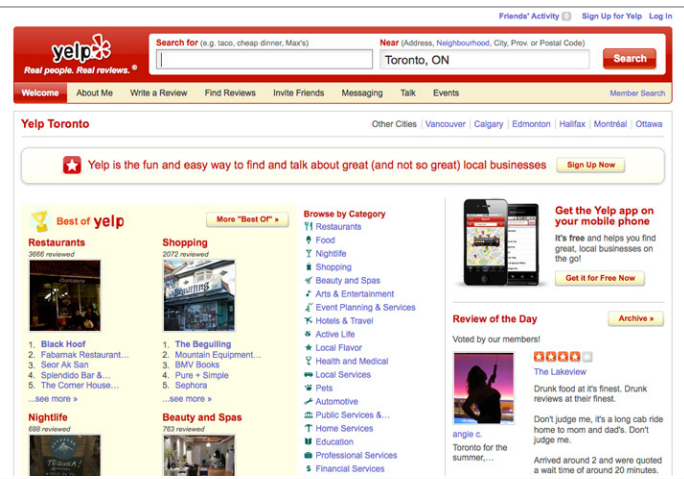 Friends' Activity 0 Sign Up for Yelp Log In
yelp
Real people. Real reviews. ®
Search for (e.g. taco, cheap dinner, Max's)
Near (Address, Neighbourhood, City, Prov. or Postal Code)
Toronto, ON
Search
Welcome About Me Write a Review Find Reviews Invite Friends Messaging Talk Events Member Search
Yelp Toronto
Other Cities Vancouver Calgary Edmonton Halifax Montréal Ottawa
Yelp is the fun and easy way to find and talk about great (and not so great) local businesses
Sign Up Now
Best of yelp
More "Best Of" »
Restaurants
3666 reviewed
1. Black Hoof
2. Fabarnak Restaurant...
3. Seor Ak San
4. Splendido Bar &...
5. The Corner House...
...see more »
Shopping
2072 reviewed
1. The Beguiling
2. Mountain Equipment...
3. BMV Books
4. Pure + Simple
5. Sephora
...see more »
Nightlife
688 reviewed
TEQUILA!
Beauty and Spas
763 reviewed
Browse by Category
Restaurants
Food
Nightlife
Shopping
Beauty and Spas
Arts & Entertainment
Event Planning & Services
Hotels & Travel
Active Life
Local Flavor
Health and Medical
Local Services
Pets
Automotive
Public Services &...
Home Services
Education
Professional Services
Financial Services
Get the Yelp app on
your mobile phone
It's free and helps you find
great, local businesses on
the go!
Get it for Free Now
Review of the Day
Archive »
Voted by our members!
angie c.
Toronto for the
summer,...
The Lakeview
Drunk food at it's finest. Drunk
reviews at their finest.
Don't judge me, it's a long cab ride
home to mom and dad's. Don't
judge me.
Arrived around 2 and were quoted
a wait time of around 20 minutes.